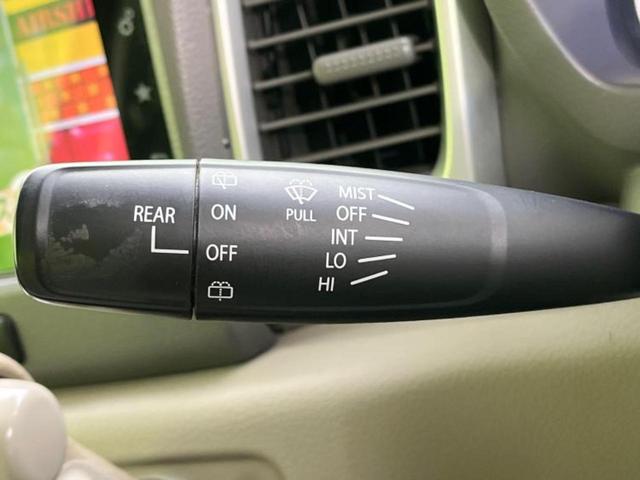 REAR
ON
OFF
PULL
MIST
OFF
INT
LO
HI